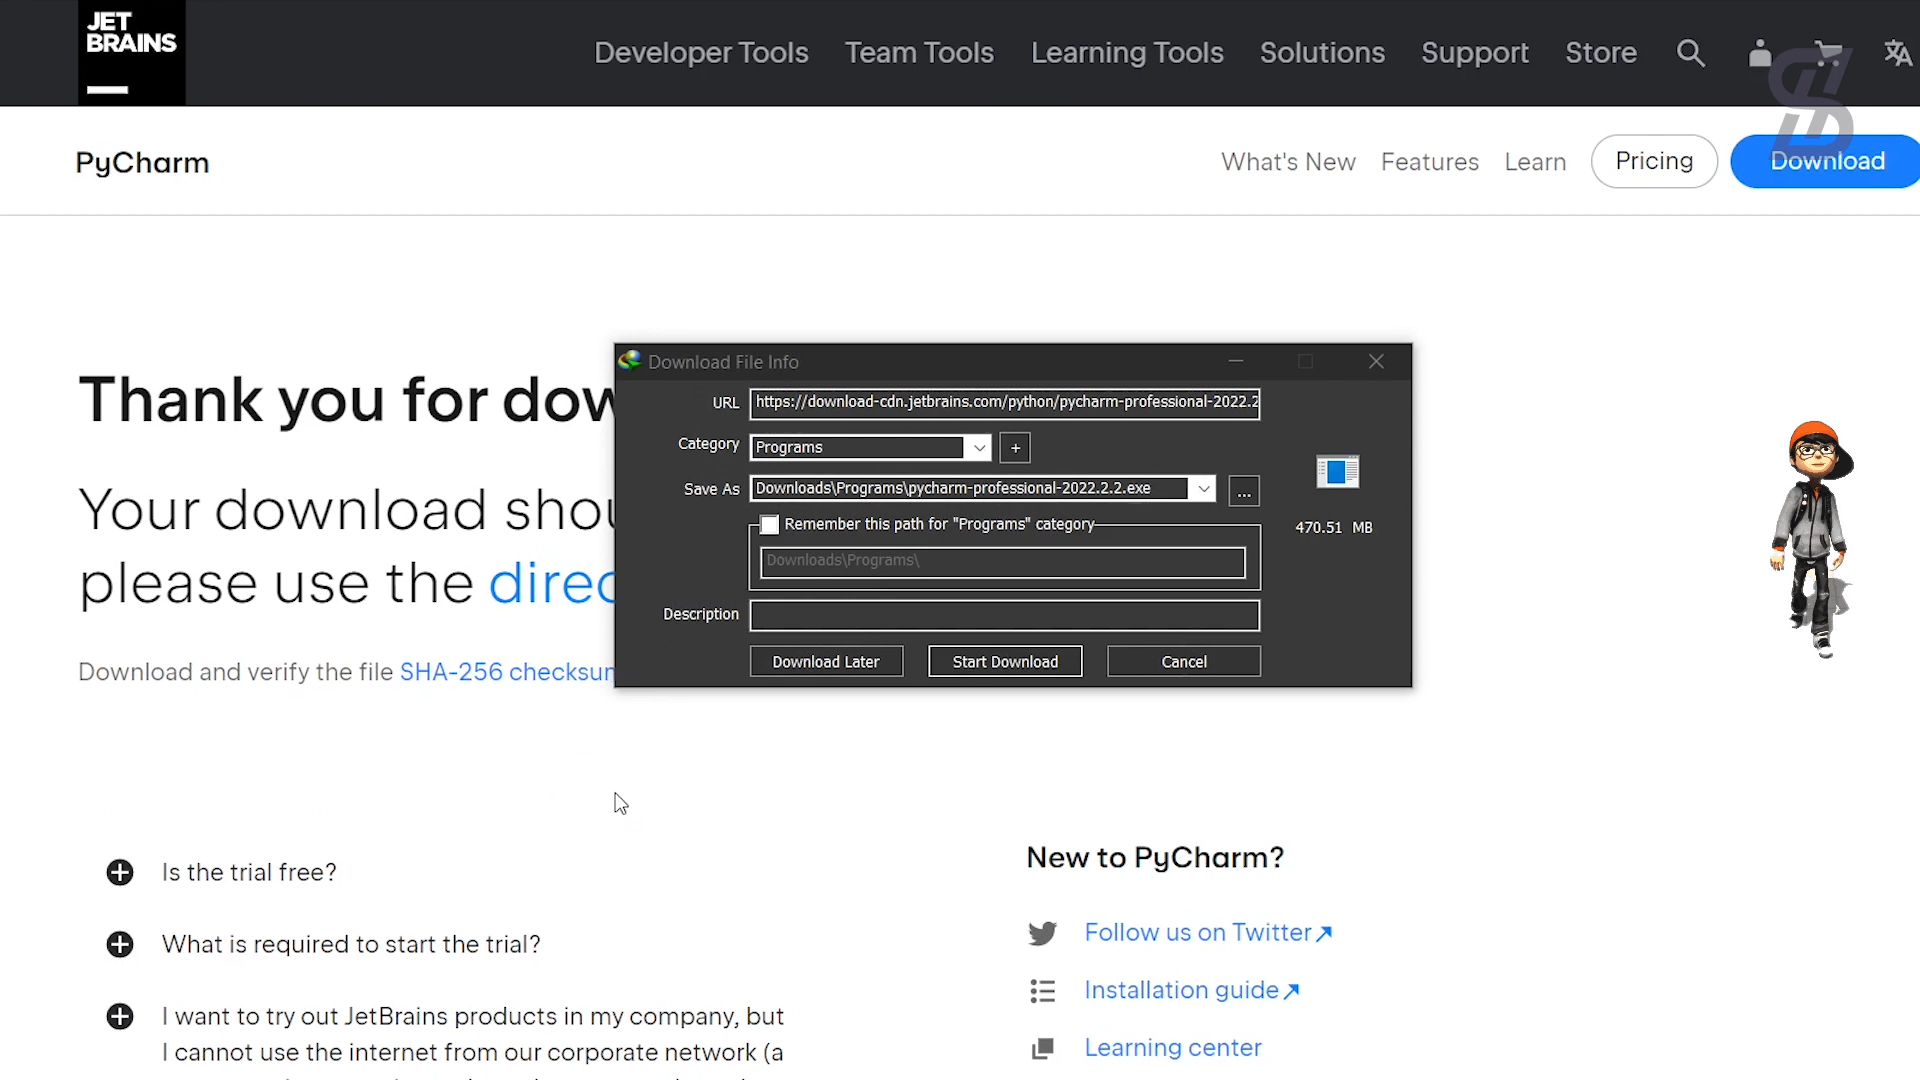 JET
BRAINS
Developer Tools
Team Tools
Learning Tools
Solutions
Support
Store
PyCharm
What's New
Features
Learn
Pricing
Download
Thank you for dow
Your download shou
please use the direc
Download and verify the file SHA-256 checksum
Download File Info
URL
https://download-cdn.jetbrains.com/python/pycharm-professional-2022.2
Category
Programs
+
Save As
Downloads\Programs\pycharm-professional-2022.2.2.exe
...
Remember this path for "Programs" category
Downloads\Programs\
470.51 MB
Description
Download Later
Start Download
Cancel
Is the trial free?
What is required to start the trial?
I want to try out JetBrains products in my company, but
I cannot use the internet from our corporate network (a
New to PyCharm?
Follow us on Twitter
Installation guide
Learning center